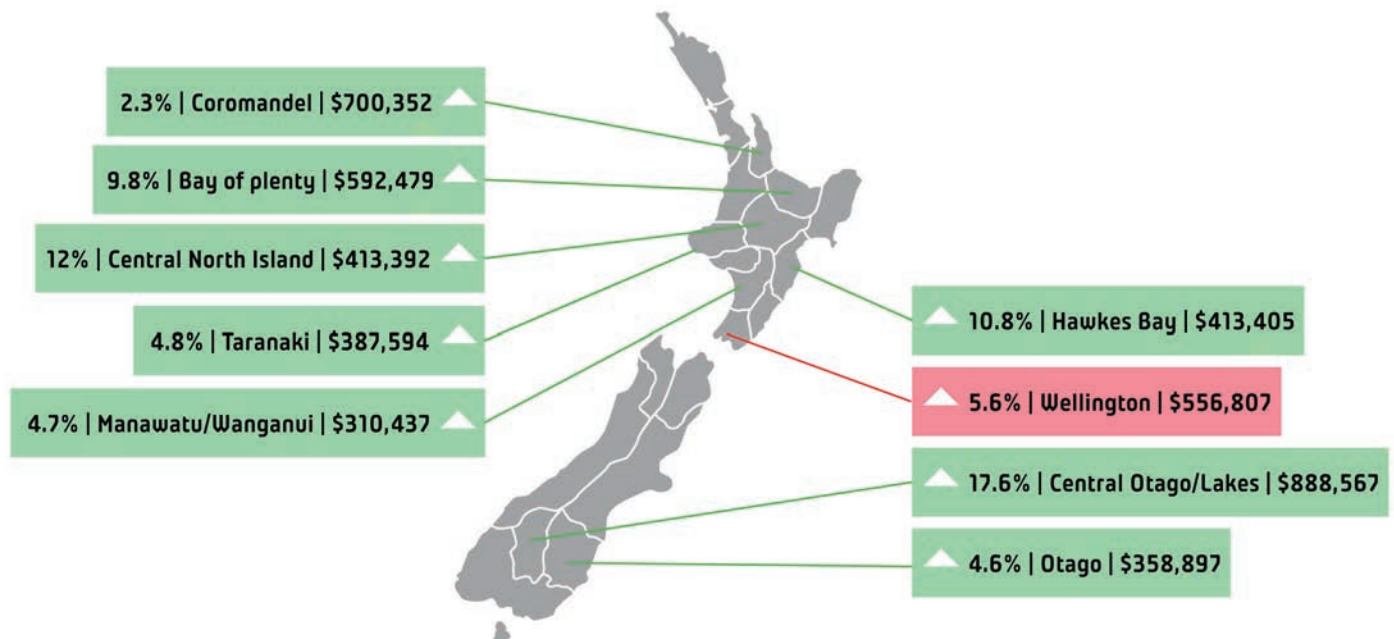 2.3% | Coromandel | $700,352
9.8% | Bay of plenty | $592,479
12% | Central North Island | $413,392
4.8% | Taranaki | $387,594
4.7% | Manawatu/Wanganui | $310,437
10.8% | Hawkes Bay | $413,405
5.6% | Wellington | $556,807
17.6% | Central Otago/Lakes | $888,567
4.6% | Otago | $358,897